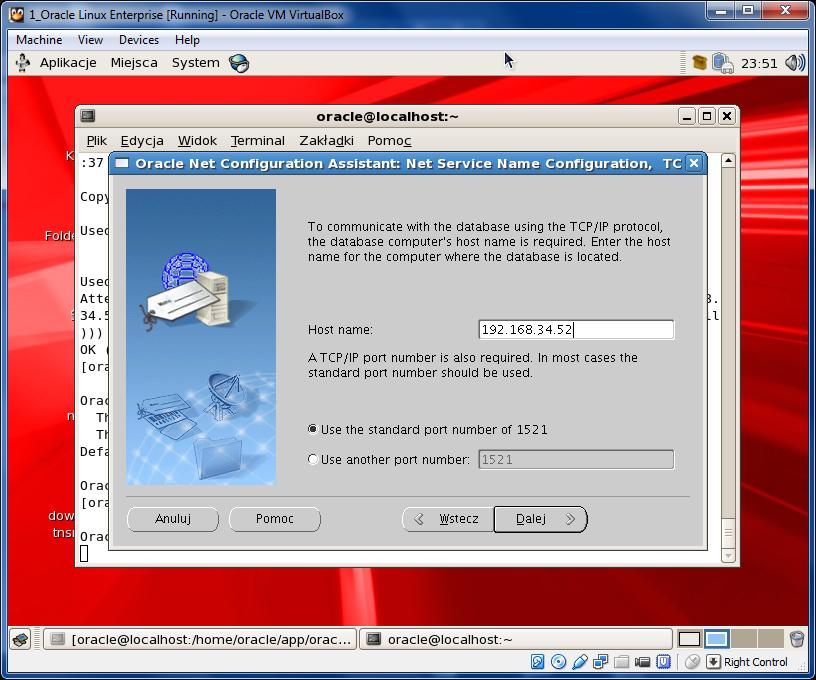 1_Oracle Linux Enterprise [Running] - Oracle VM VirtualBox
Machine View Devices Help
Aplikacje Miejsca System 23:51
oracle@localhost:~
Plik Edycja Widok Terminal Zakładki Pomoc
:37
Oracle Net Configuration Assistant: Net Service Name Configuration, TC
Copy
Used
Folde
Used
Atte
34.5
)))
OK (
[ora
Orac
Th
Th
Defa
Orac
[ora
dow
tns
Orac
To communicate with the database using the TCP/IP protocol,
the database computer's host name is required. Enter the host
name for the computer where the database is located.
Host name: 192.168.34.52
A TCP/IP port number is also required. In most cases the
standard port number should be used.
Use the standard port number of 1521
Use another port number: 1521
Anuluj Pomoc Wstecz Dalej
[oracle@localhost:/home/oracle/app/orac... oracle@localhost:~
Right Control